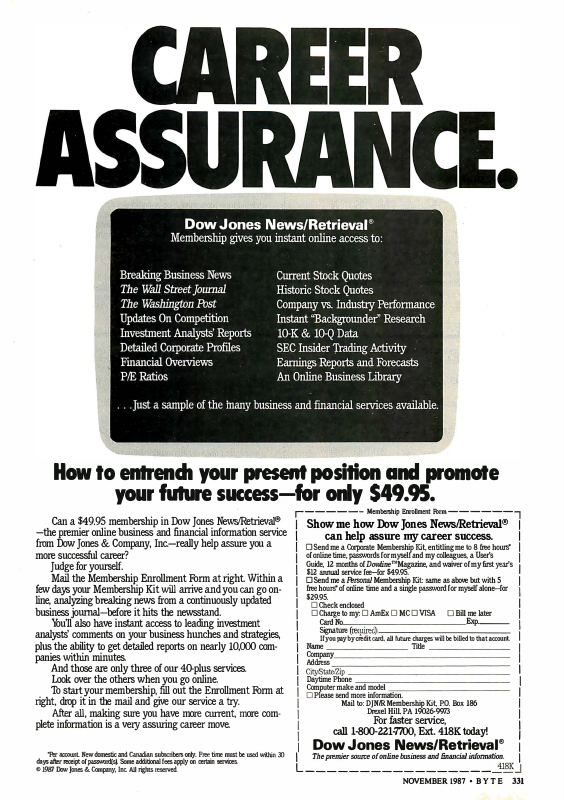 CAREER
ASSURANCE.
Dow Jones News/Retrieval®
Membership gives you instant online access to:
Breaking Business News
The Wall Street Journal
The Washington Post
Updates On Competition
Investment Analysts' Reports
Detailed Corporate Profiles
Financial Overviews
P/E Ratios
Current Stock Quotes
Historic Stock Quotes
Company vs. Industry Performance
Instant "Backgrounder" Research
10-K & 10-Q Data
SEC Insider Trading Activity
Earnings Reports and Forecasts
An Online Business Library
. . . Just a sample of the many business and financial services available.
How to entrench your present position and promote
your future success—for only $49.95.
Can a $49.95 membership in Dow Jones News/Retrieval®
—the premier online business and financial information service
from Dow Jones & Company, Inc.—really help assure you a
more successful career?
Judge for yourself.
Mail the Membership Enrollment Form at right. Within a
few days your Membership Kit will arrive and you can go on-
line, analyzing breaking news from a continuously updated
business journal—before it hits the newsstand.
You'll also have instant access to leading investment
analysts' comments on your business hunches and strategies,
plus the ability to get detailed reports on nearly 10,000 com-
panies within minutes.
And those are only three of our 40-plus services.
Look over the others when you go online.
To start your membership, fill out the Enrollment Form at
right, drop it in the mail and give our service a try.
After all, making sure you have more current, more com-
plete information is a very assuring career move.
*Per account. New domestic and Canadian subscribers only. Free time must be used within 30
days after receipt of password(s). Some additional fees apply on certain services.
© 1987 Dow Jones & Company, Inc. All rights reserved.
Membership Enrollment Form
Show me how Dow Jones News/Retrieval®
can help assure my career success.
☐ Send me a Corporate Membership Kit, entitling me to 8 free hours*
of online time, passwords for myself and my colleagues, a User's
Guide, 12 months of Dowline™ Magazine, and waiver of my first year's
$12 annual service fee—for $49.95.
☐ Send me a Personal Membership Kit: same as above but with 5
free hours* of online time and a single password for myself alone—for
$29.95.
☐ Check enclosed
☐ Charge to my: ☐ AmEx ☐ MC ☐ VISA ☐ Bill me later
Card No. Exp.
Signature (required)
If you pay by credit card, all future charges will be billed to that account.
Name Title
Company
Address
City/State/Zip
Daytime Phone
Computer make and model
☐ Please send more information.
Mail to: DJN/R Membership Kit, P.O. Box 186
Drexel Hill, PA 19026-9973
For faster service,
call 1-800-221-7700, Ext. 418K today!
Dow Jones News/Retrieval®
The premier source of online business and financial information.
418K
NOVEMBER 1987 • BYTE 331